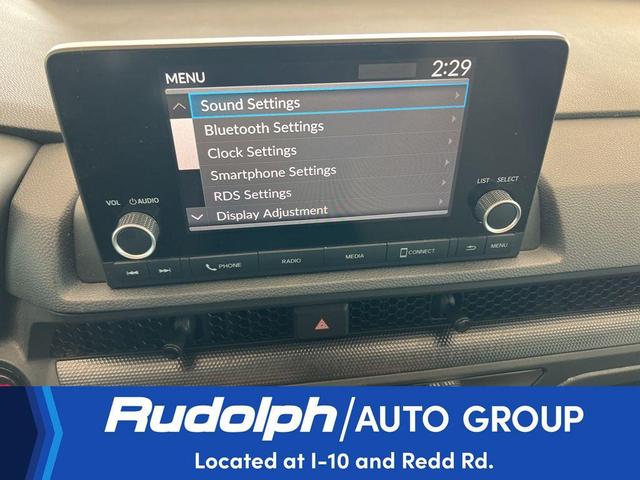 MENU 2:29
Sound Settings
Bluetooth Settings
Clock Settings
Smartphone Settings
RDS Settings
Display Adjustment
VOL AUDIO
LIST SELECT
PHONE RADIO MEDIA CONNECT MENU
Rudolph/AUTO GROUP
Located at I-10 and Redd Rd.